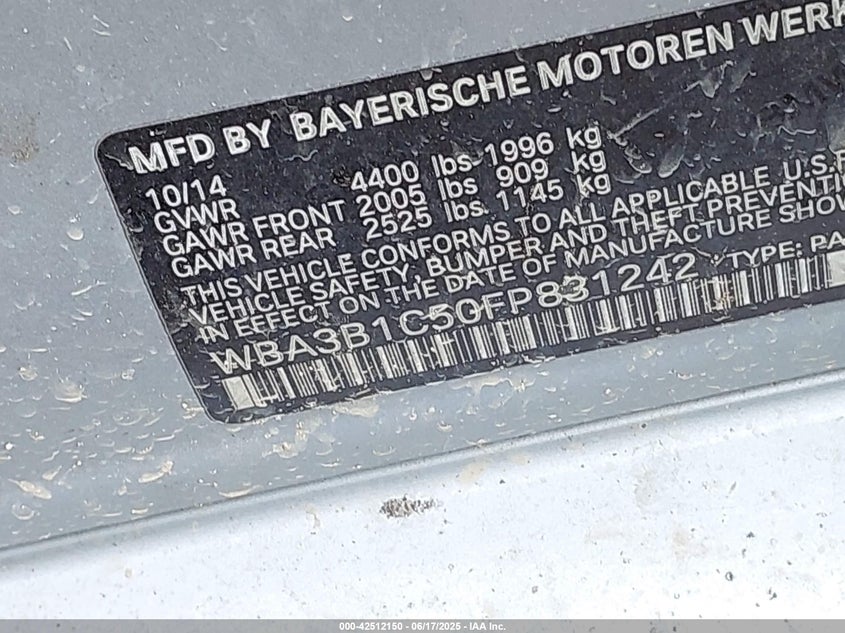 MFD BY BAYERISCHE MOTOREN WERK
10/14
GVWR 4400 lbs 1996 kg
GAWR FRONT 2005 lbs 909 kg
GAWR REAR 2525 lbs. 1145 kg
THIS VEHICLE CONFORMS TO ALL APPLICABLE U.S.F
VEHICLE SAFETY, BUMPER AND THEFT PREVENTI
IN EFFECT ON THE DATE OF MANUFACTURE SHOW
WBA3B1C50FP831242 TYPE: PA
000-42512150 - 06/17/2025 - IAA Inc.